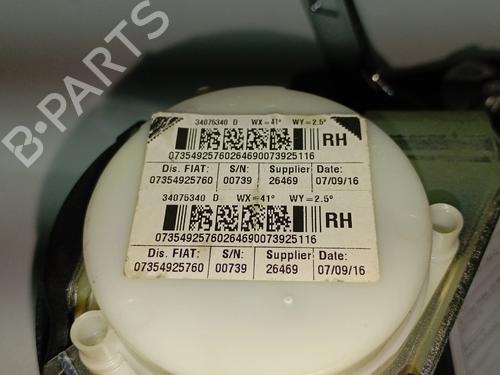 B-PARTS
34075340 D WX=41° WY=2.5°
RH
07354925760264690073925116
Dis. FIAT: S/N: Supplier Date:
07354925760 00739 26469 07/09/16
34075340 D WX=41° WY=2.5°
RH
07354925760264690073925116
Dis. FIAT: S/N: Supplier Date:
07354925760 00739 26469 07/09/16